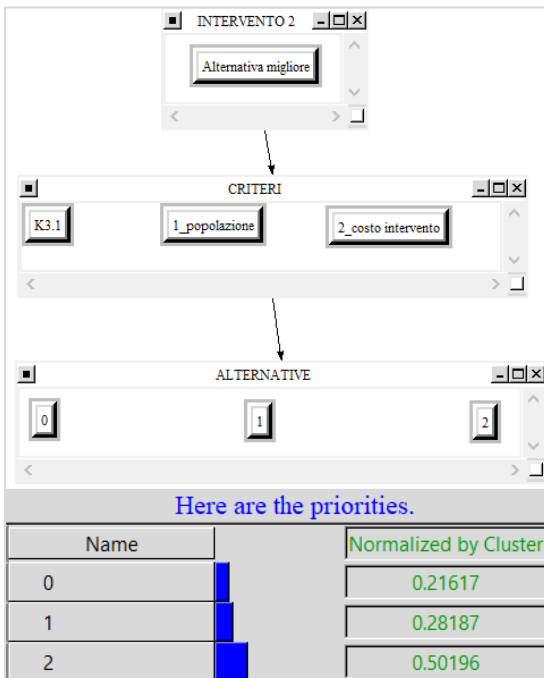 INTERVENTO 2
Alternativa migliore
CRITERI
K3.1 1_popolazione 2_costo intervento
ALTERNATIVE
0 1 2
Here are the priorities.
Name Normalized by Cluster
0 0.21617
1 0.28187
2 0.50196